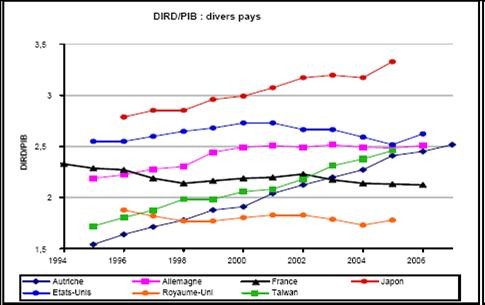 DIRD/PIB : divers pays
3,5
3
2,5
2
1,5
DIRD/PIB
1994 1996 1998 2000 2002 2004 2006
Autriche Allemagne France Japon
Etats-Unis Royaume-Uni Taiwan